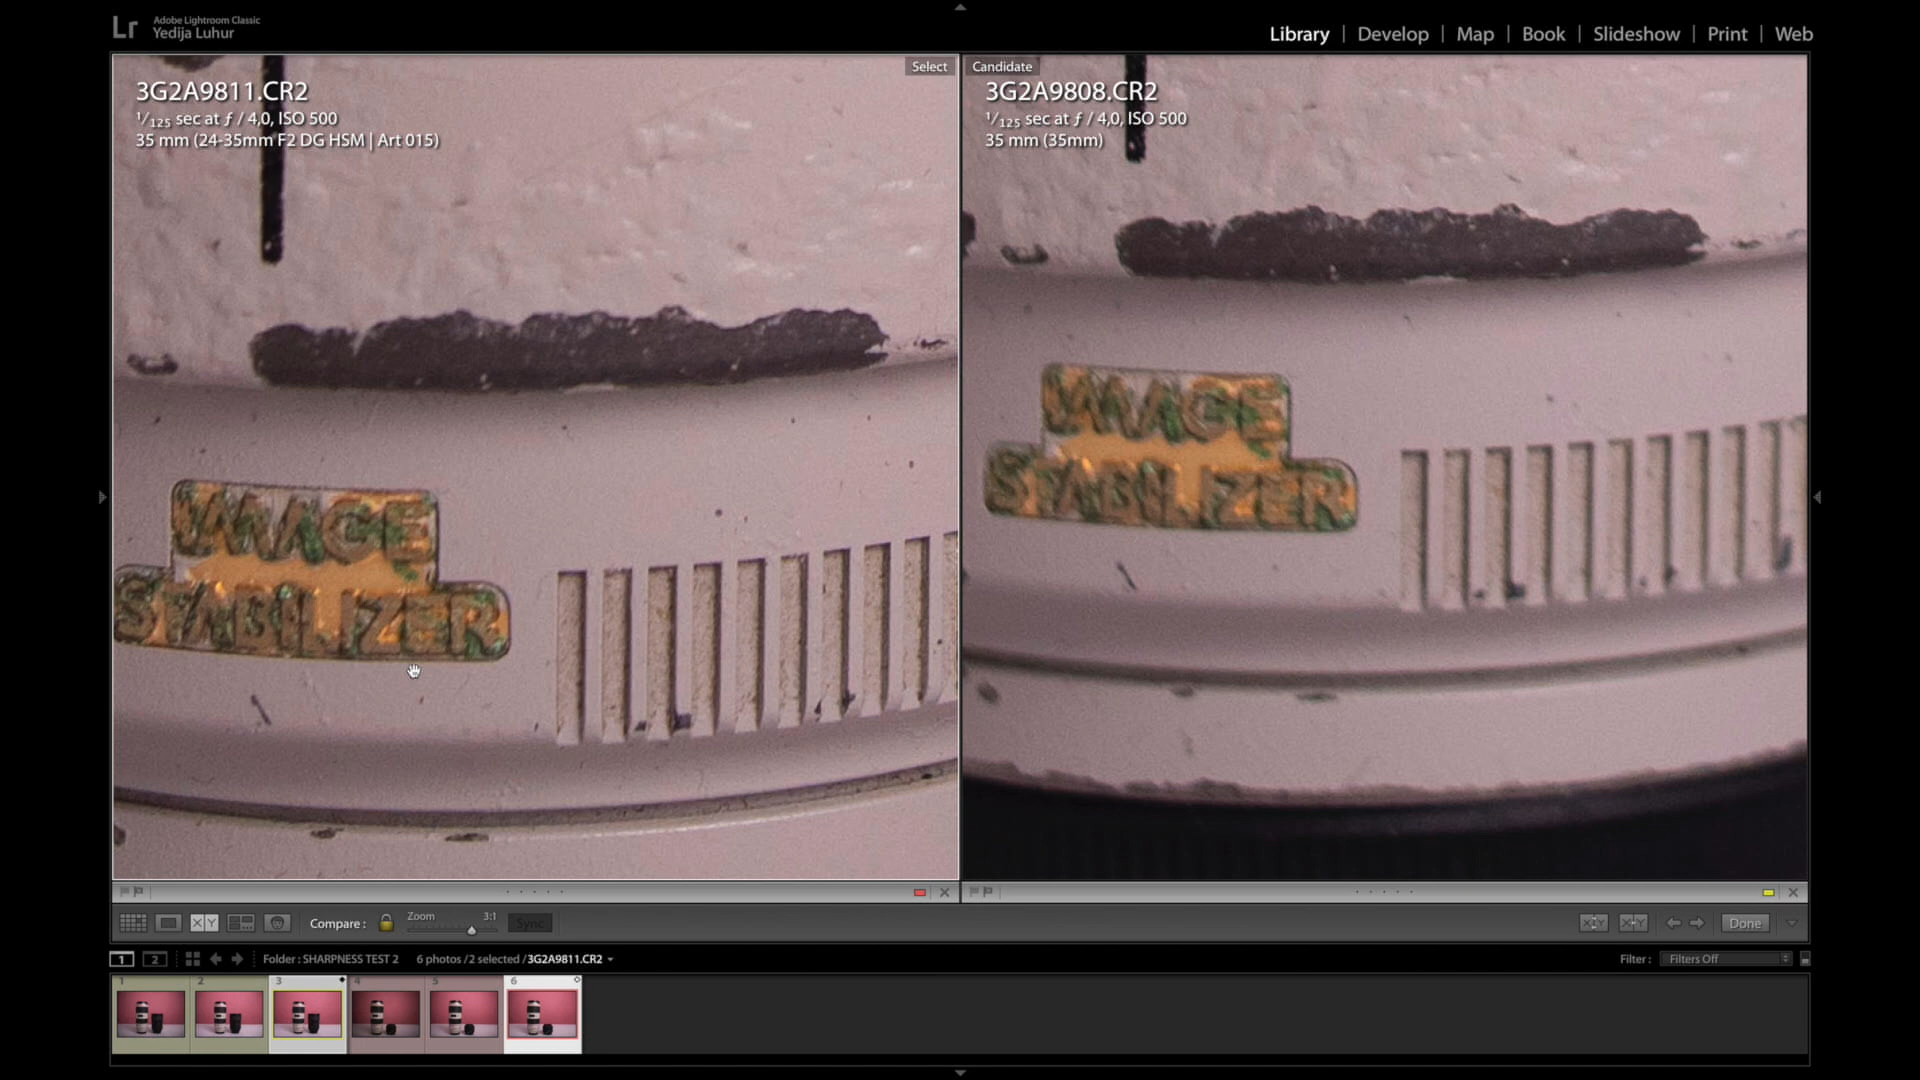 Lr
Adobe Lightroom Classic
Yedija Luhur
Library | Develop | Map | Book | Slideshow | Print | Web
Select
3G2A9811.CR2
1/125 sec at ƒ / 4,0, ISO 500
35 mm (24-35mm F2 DG HSM | Art 015)
IMAGE
STABILIZER
Candidate
3G2A9808.CR2
1/125 sec at ƒ / 4,0, ISO 500
35 mm (35mm)
IMAGE
STABILIZER
X Y
Compare : Zoom 3:1 Sync
Done
1 2 Folder : SHARPNESS TEST 2 6 photos /2 selected /3G2A9811.CR2
Filter : Filters Off
1 2 3 4 5 6